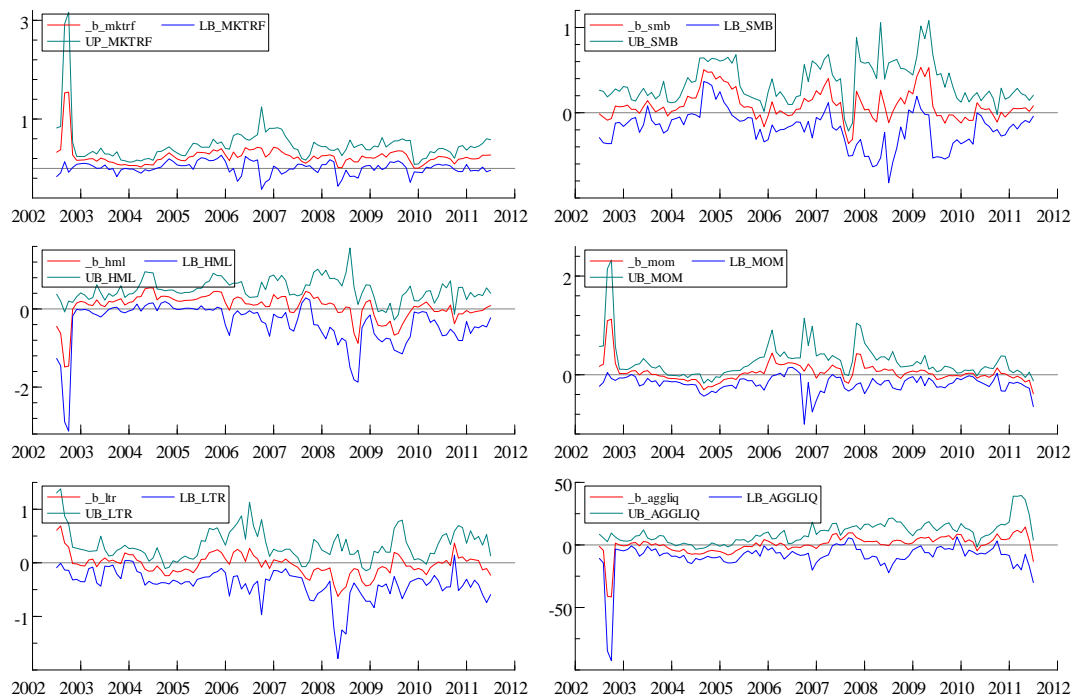 3
1
_b_mktrf LB_MKTRF
UP_MKTRF
2002 2003 2004 2005 2006 2007 2008 2009 2010 2011 2012
1
0
_b_smb LB_SMB
UB_SMB
2002 2003 2004 2005 2006 2007 2008 2009 2010 2011 2012
0
-2
_b_hml LB_HML
UB_HML
2002 2003 2004 2005 2006 2007 2008 2009 2010 2011 2012
2
0
_b_mom LB_MOM
UB_MOM
2002 2003 2004 2005 2006 2007 2008 2009 2010 2011 2012
1
0
-1
_b_ltr LB_LTR
UB_LTR
2002 2003 2004 2005 2006 2007 2008 2009 2010 2011 2012
50
0
-50
_b_aggliq LB_AGGLIQ
UB_AGGLIQ
2002 2003 2004 2005 2006 2007 2008 2009 2010 2011 2012